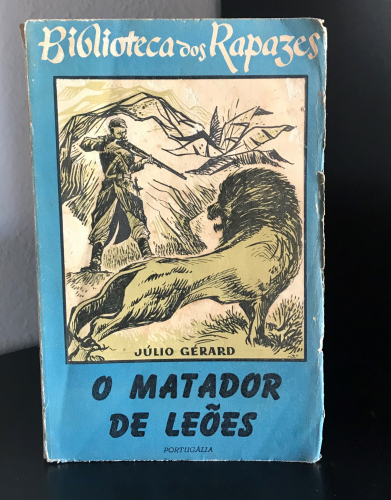 Biblioteca dos Rapazes
JÚLIO GÉRARD
O MATADOR
DE LEÕES
PORTUGÁLIA